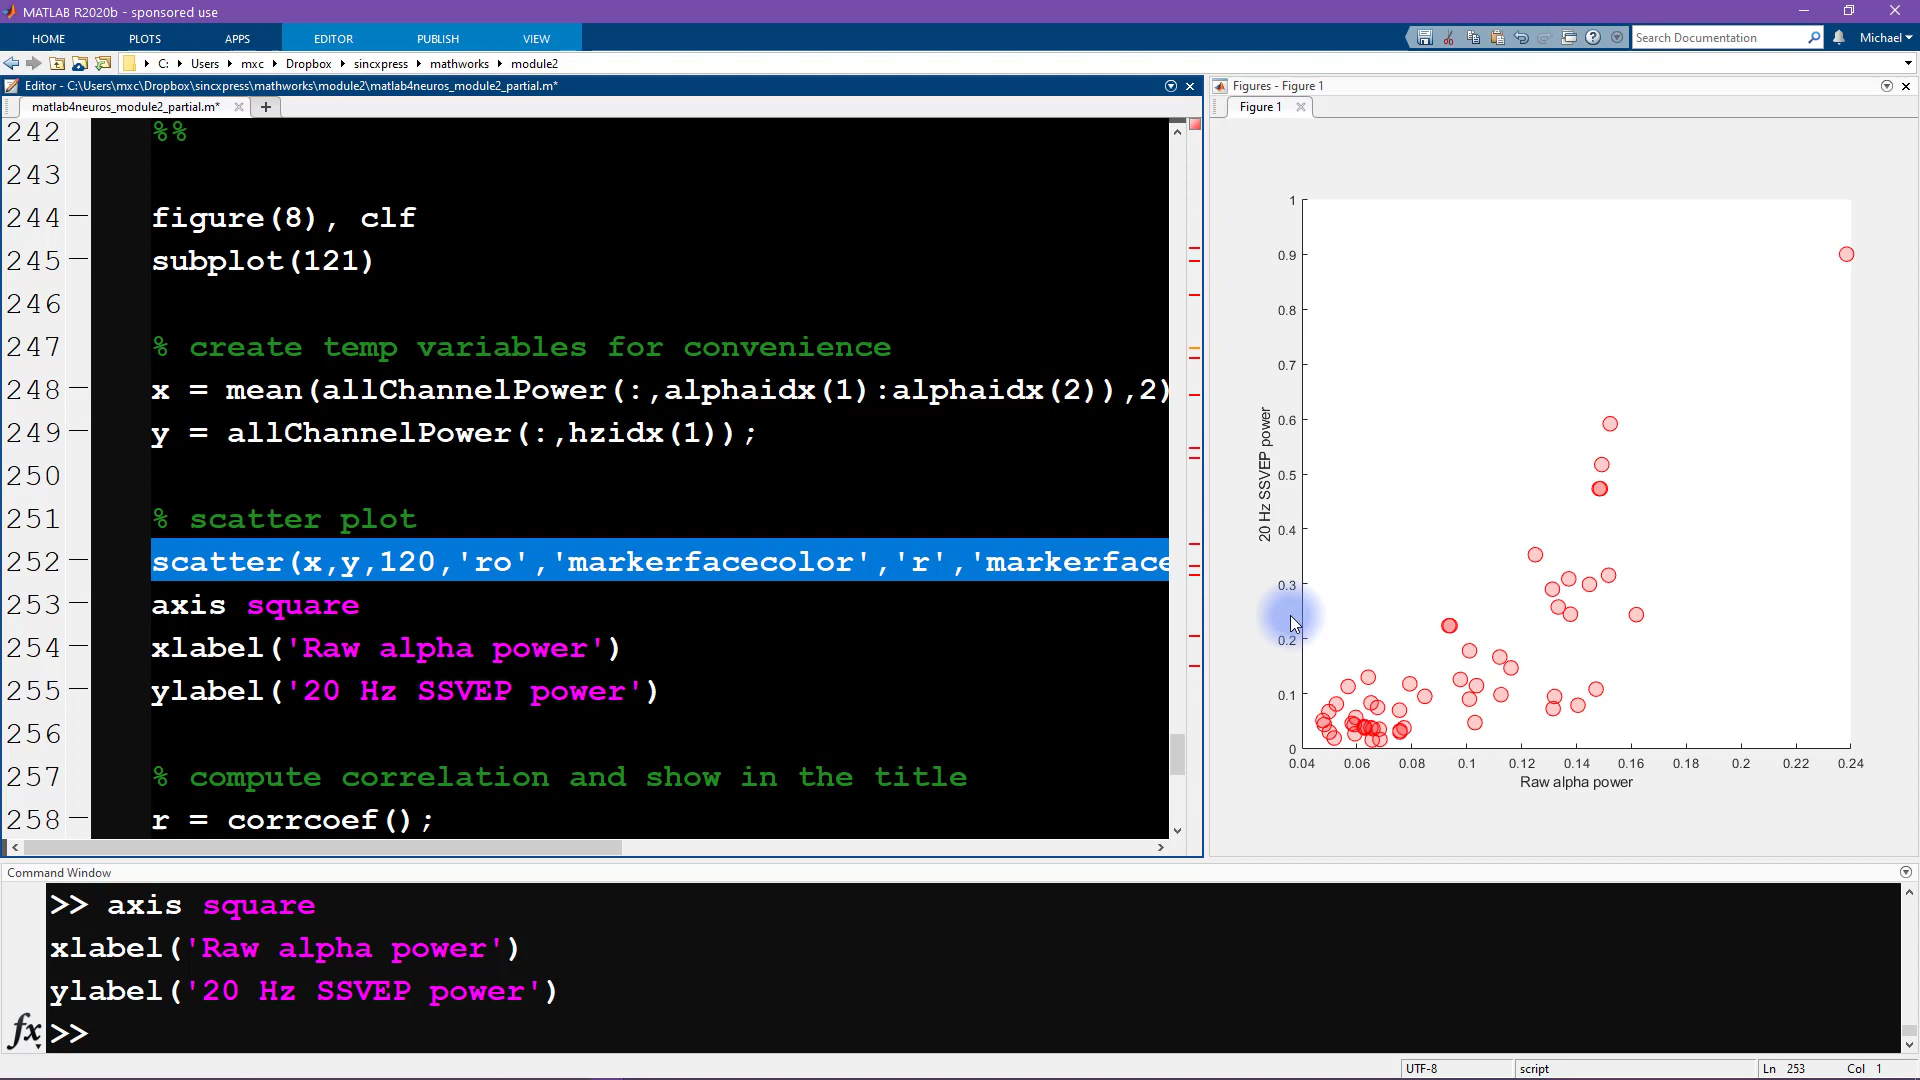 MATLAB R2020b - sponsored use
HOME PLOTS APPS EDITOR PUBLISH VIEW
Search Documentation
Michael
C: Users mxc Dropbox sincxpress mathworks module2
Editor - C:\Users\mxc\Dropbox\sincxpress\mathworks\module2\matlab4neuros_module2_partial.m*
matlab4neuros_module2_partial.m*
242 %%
243
244 figure(8), clf
245 subplot(121)
246
247 % create temp variables for convenience
248 x = mean(allChannelPower(:,alphaidx(1):alphaidx(2)),2)
249 y = allChannelPower(:,hzidx(1));
250
251 % scatter plot
252 scatter(x,y,120,'ro','markerfacecolor','r','markerface
253 axis square
254 xlabel('Raw alpha power')
255 ylabel('20 Hz SSVEP power')
256
257 % compute correlation and show in the title
258 r = corrcoef();
Figures - Figure 1
Figure 1
1
0.9
0.8
0.7
0.6
0.5
0.4
0.3
0.2
0.1
0
20 Hz SSVEP power
0.04 0.06 0.08 0.1 0.12 0.14 0.16 0.18 0.2 0.22 0.24
Raw alpha power
Command Window
>> axis square
xlabel('Raw alpha power')
ylabel('20 Hz SSVEP power')
fx >>
UTF-8 script Ln 253 Col 1